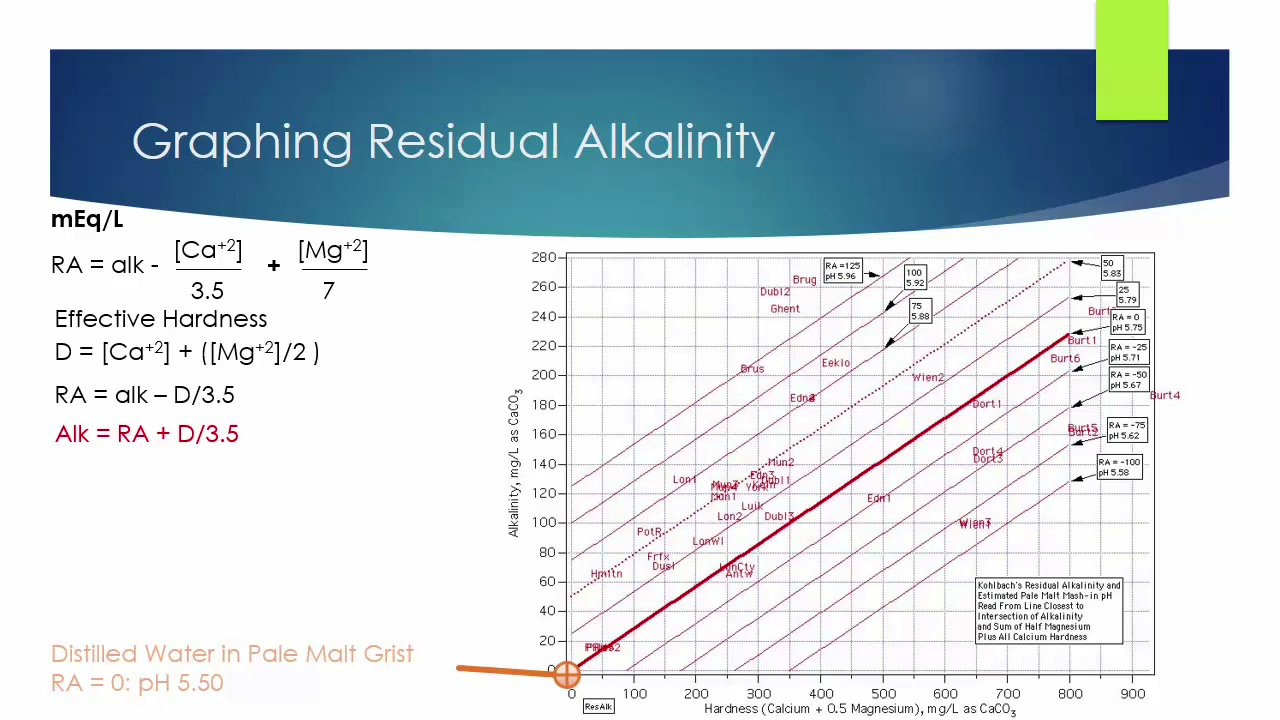 Graphing Residual Alkalinity
mEq/L
RA = alk - [Ca+2] / 3.5 + [Mg+2] / 7
Effective Hardness
D = [Ca+2] + ([Mg+2]/2 )
RA = alk – D/3.5
Alk = RA + D/3.5
Distilled Water in Pale Malt Grist
RA = 0: pH 5.50
Alkalinity, mg/L as CaCO3
280
260
240
220
200
180
160
140
120
100
80
60
40
20
0
RA =125
pH 5.96
100
5.92
75
5.88
50
5.83
25
5.79
RA = 0
pH 5.75
RA = -25
pH 5.71
RA = -50
pH 5.67
RA = -75
pH 5.62
RA = -100
pH 5.58
Brug
Dubl2
Ghent
Burt1
Burt6
Eeklo
Brus
Wien2
Burt4
Dort1
Burt5
Burt2
Mun2
Dort4
Dort3
Lon1
Edn3
Dubl1
York
Edn1
Luik
Lon2
Dubl3
PotR
LonWl
Frfx
Dusl
LonCty
Antw
Hmltn
Kohlbach's Residual Alkalinity and
Estimated Pale Malt Mash-in pH
Read From Line Closest to
Intersection of Alkalinity
and Sum of Half Magnesium
Plus All Calcium Hardness
0 100 200 300 400 500 600 700 800 900
ResAlk
Hardness (Calcium + 0.5 Magnesium), mg/L as CaCO3